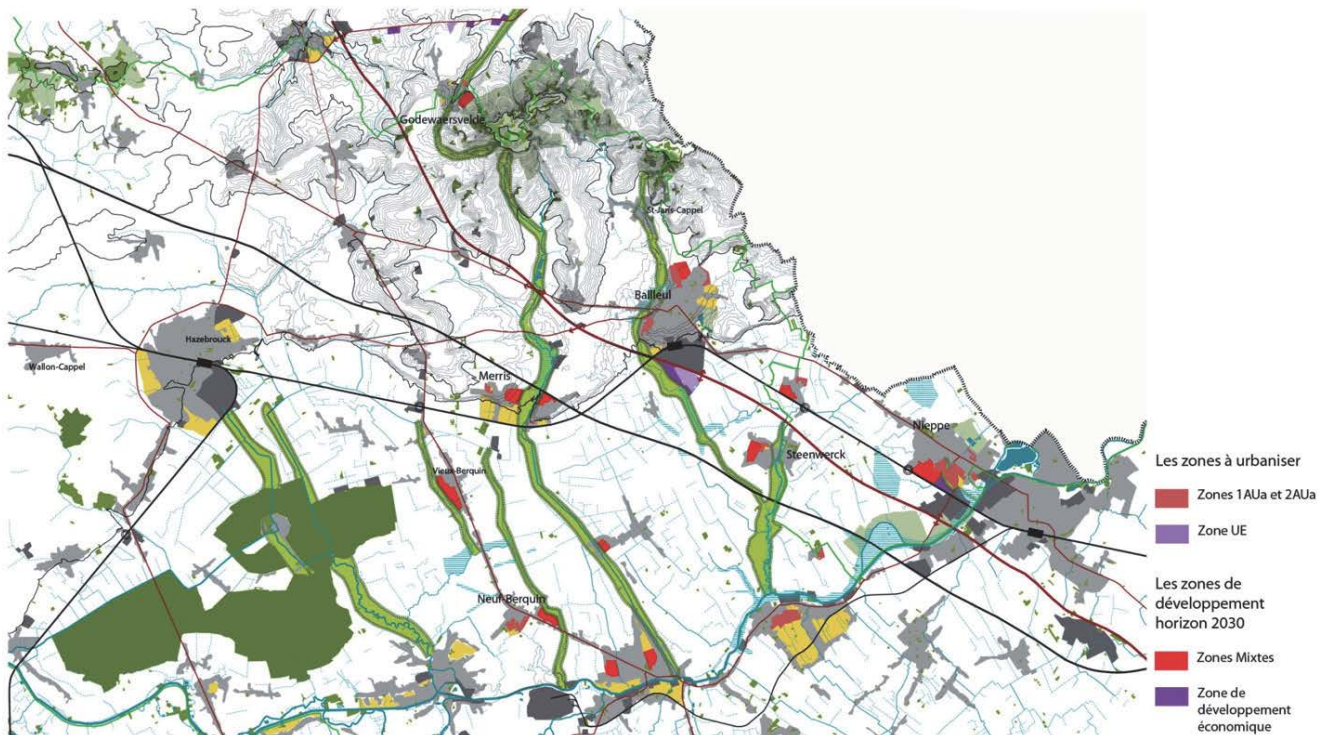 Godewaersvelde
St-Jans-Cappel
Bailleul
Hazebrouck
Wallon-Cappel
Merris
Nieppe
Steenwerck
Vieux-Berquin
Neuf-Berquin
Les zones à urbaniser
Zones 1AUa et 2AUa
Zone UE
Les zones de
développement
horizon 2030
Zones Mixtes
Zone de
développement
économique